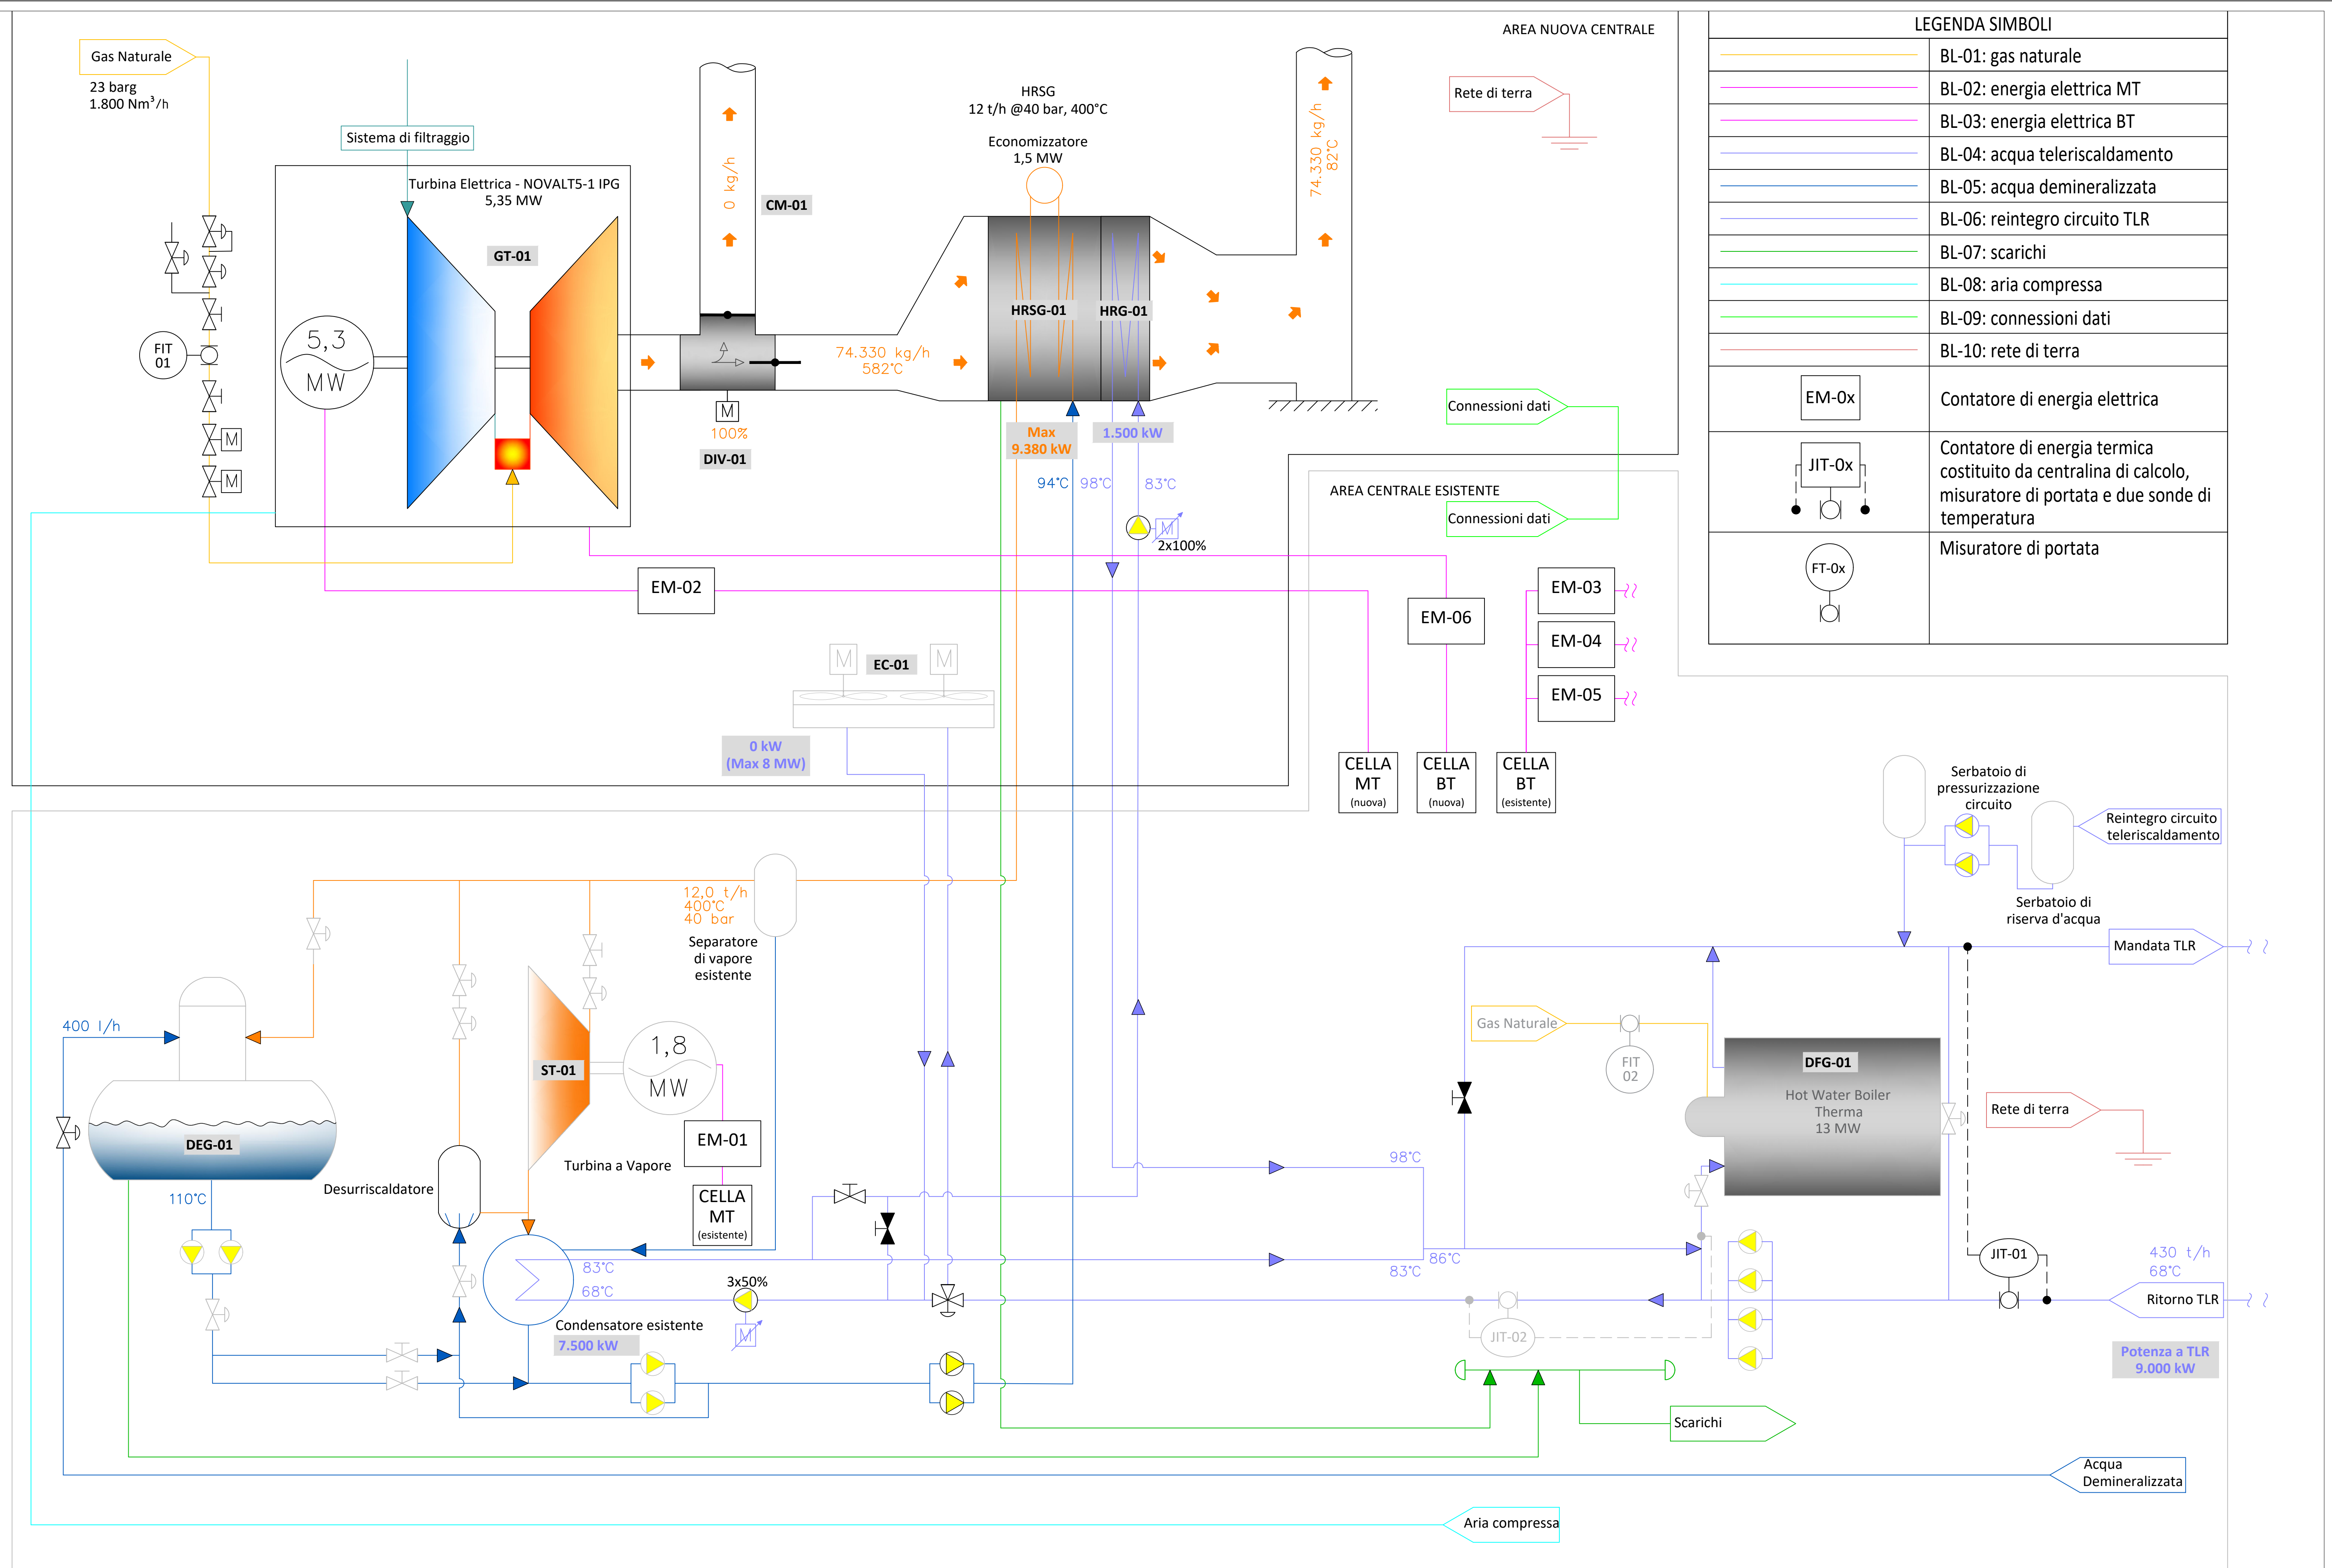 AREA NUOVA CENTRALE
Gas Naturale
23 barg
1.800 Nm³/h
Sistema di filtraggio
Turbina Elettrica - NOVALT5-1 IPG
5,35 MW
GT-01
5,3
MW
FIT
01
M
M
0 kg/h
CM-01
M
100%
DIV-01
74.330 kg/h
582°C
HRSG
12 t/h @40 bar, 400°C
Economizzatore
1,5 MW
HRSG-01
HRG-01
Max
9.380 kW
1.500 kW
94°C
98°C
83°C
M
2x100%
74.330 kg/h
82°C
Rete di terra
Connessioni dati
AREA CENTRALE ESISTENTE
Connessioni dati
EM-02
EM-06
EM-03
EM-04
EM-05
CELLA
MT
(nuova)
CELLA
BT
(nuova)
CELLA
BT
(esistente)
M
EC-01
M
0 kW
(Max 8 MW)
LEGENDA SIMBOLI
BL-01: gas naturale
BL-02: energia elettrica MT
BL-03: energia elettrica BT
BL-04: acqua teleriscaldamento
BL-05: acqua demineralizzata
BL-06: reintegro circuito TLR
BL-07: scarichi
BL-08: aria compressa
BL-09: connessioni dati
BL-10: rete di terra
EM-0x
Contatore di energia elettrica
JIT-0x
Contatore di energia termica
costituito da centralina di calcolo,
misuratore di portata e due sonde di
temperatura
FT-0x
Misuratore di portata
Serbatoio di
pressurizzazione
circuito
Reintegro circuito
teleriscaldamento
Serbatoio di
riserva d'acqua
Mandata TLR
12,0 t/h
400°C
40 bar
Separatore
di vapore
esistente
400 l/h
DEG-01
110°C
Desurriscaldatore
ST-01
1,8
MW
Turbina a Vapore
EM-01
CELLA
MT
(esistente)
83°C
68°C
3x50%
M
Condensatore esistente
7.500 kW
98°C
83°C
86°C
Gas Naturale
FIT
02
DFG-01
Hot Water Boiler
Therma
13 MW
Rete di terra
JIT-01
JIT-02
430 t/h
68°C
Ritorno TLR
Potenza a TLR
9.000 kW
Scarichi
Acqua
Demineralizzata
Aria compressa